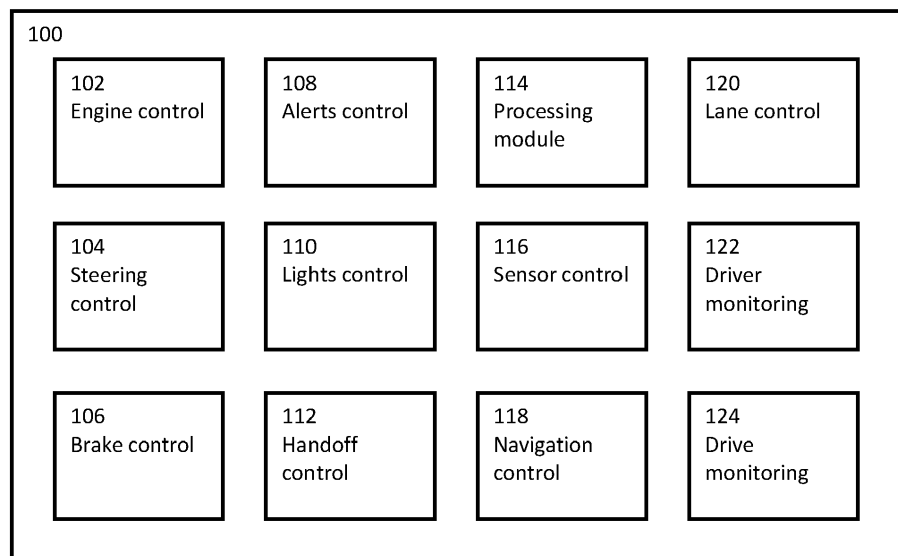 100
102
Engine control
108
Alerts control
114
Processing
module
120
Lane control
104
Steering
control
110
Lights control
116
Sensor control
122
Driver
monitoring
106
Brake control
112
Handoff
control
118
Navigation
control
124
Drive
monitoring